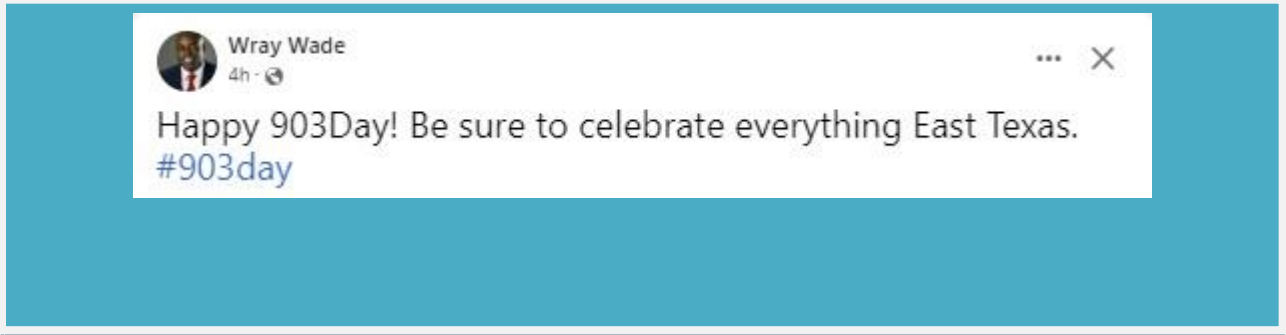 Wray Wade
4h ·
Happy 903Day! Be sure to celebrate everything East Texas.
#903day